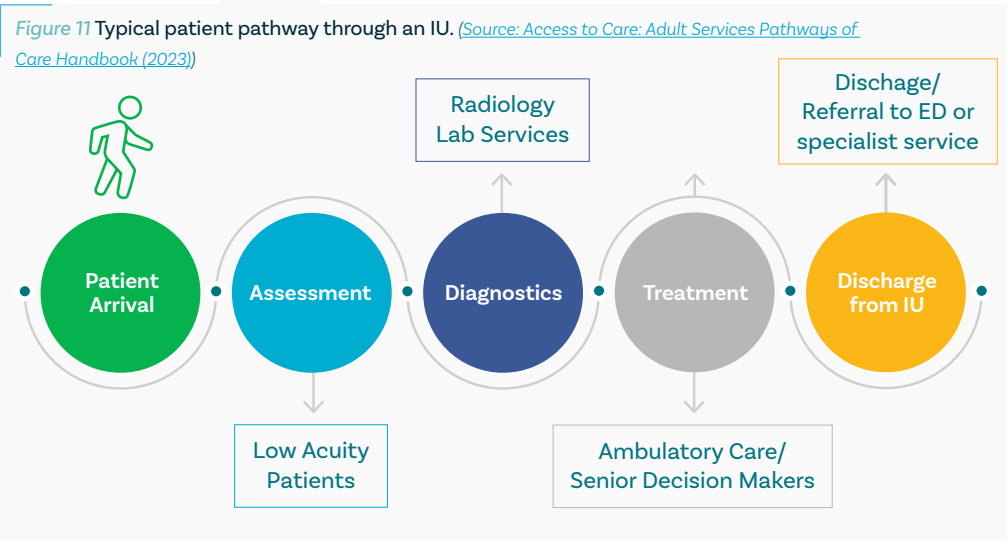 Figure 11 Typical patient pathway through an IU. (Source: Access to Care: Adult Services Pathways of
Care Handbook (2023))
Radiology
Lab Services
Dischage/
Referral to ED or
specialist service
Patient
Arrival
Assessment
Diagnostics
Treatment
Discharge
from IU
Low Acuity
Patients
Ambulatory Care/
Senior Decision Makers